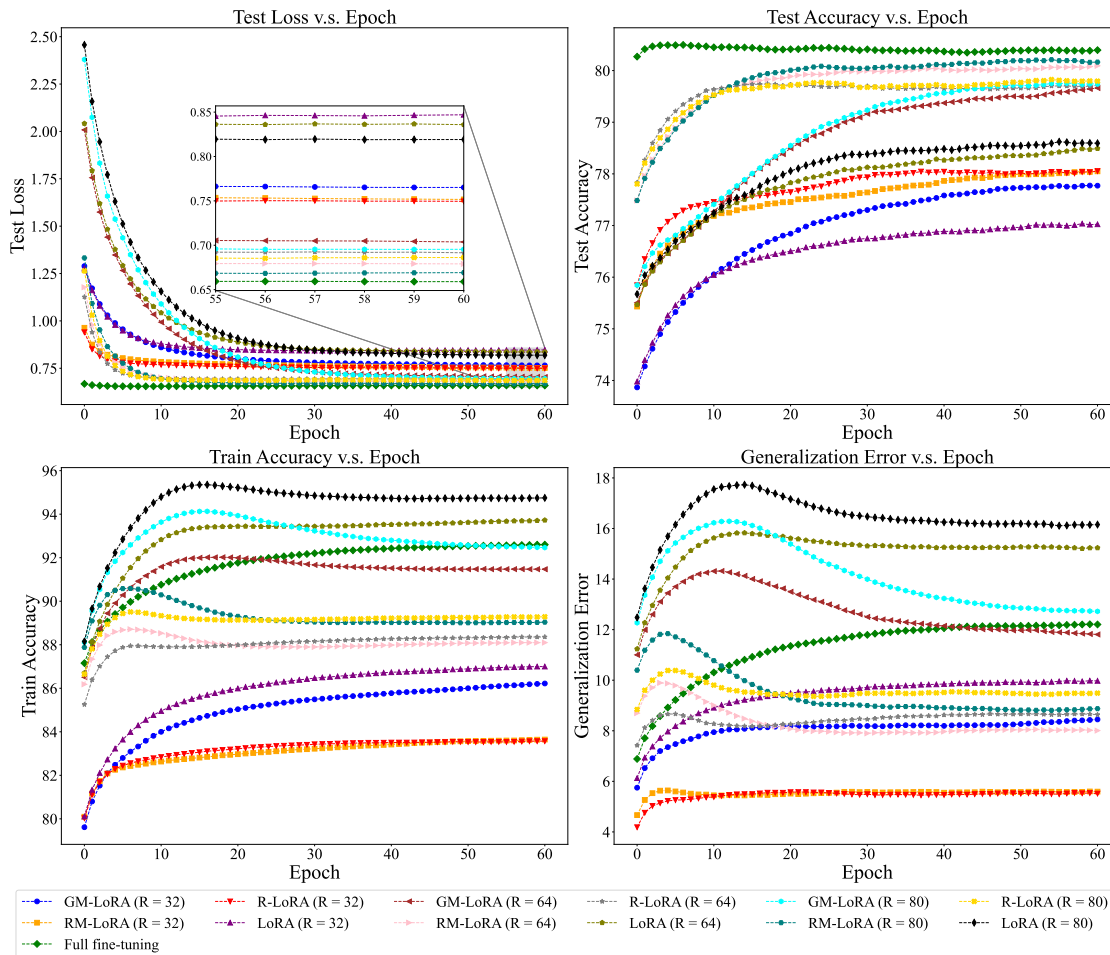 Test Loss v.s. Epoch
2.50
2.25
2.00
1.75
1.50
1.25
1.00
0.75
Test Loss
0.85
0.80
0.75
0.70
0.65
55 56 57 58 59 60
0 10 20 30 40 50 60
Epoch
Test Accuracy v.s. Epoch
80
79
78
77
76
75
74
Test Accuracy
0 10 20 30 40 50 60
Epoch
Train Accuracy v.s. Epoch
96
94
92
90
88
86
84
82
80
Train Accuracy
0 10 20 30 40 50 60
Epoch
Generalization Error v.s. Epoch
18
16
14
12
10
8
6
4
Generalization Error
0 10 20 30 40 50 60
Epoch
GM-LoRA (R = 32) R-LoRA (R = 32) GM-LoRA (R = 64) R-LoRA (R = 64) GM-LoRA (R = 80) R-LoRA (R = 80)
RM-LoRA (R = 32) LoRA (R = 32) RM-LoRA (R = 64) LoRA (R = 64) RM-LoRA (R = 80) LoRA (R = 80)
Full fine-tuning